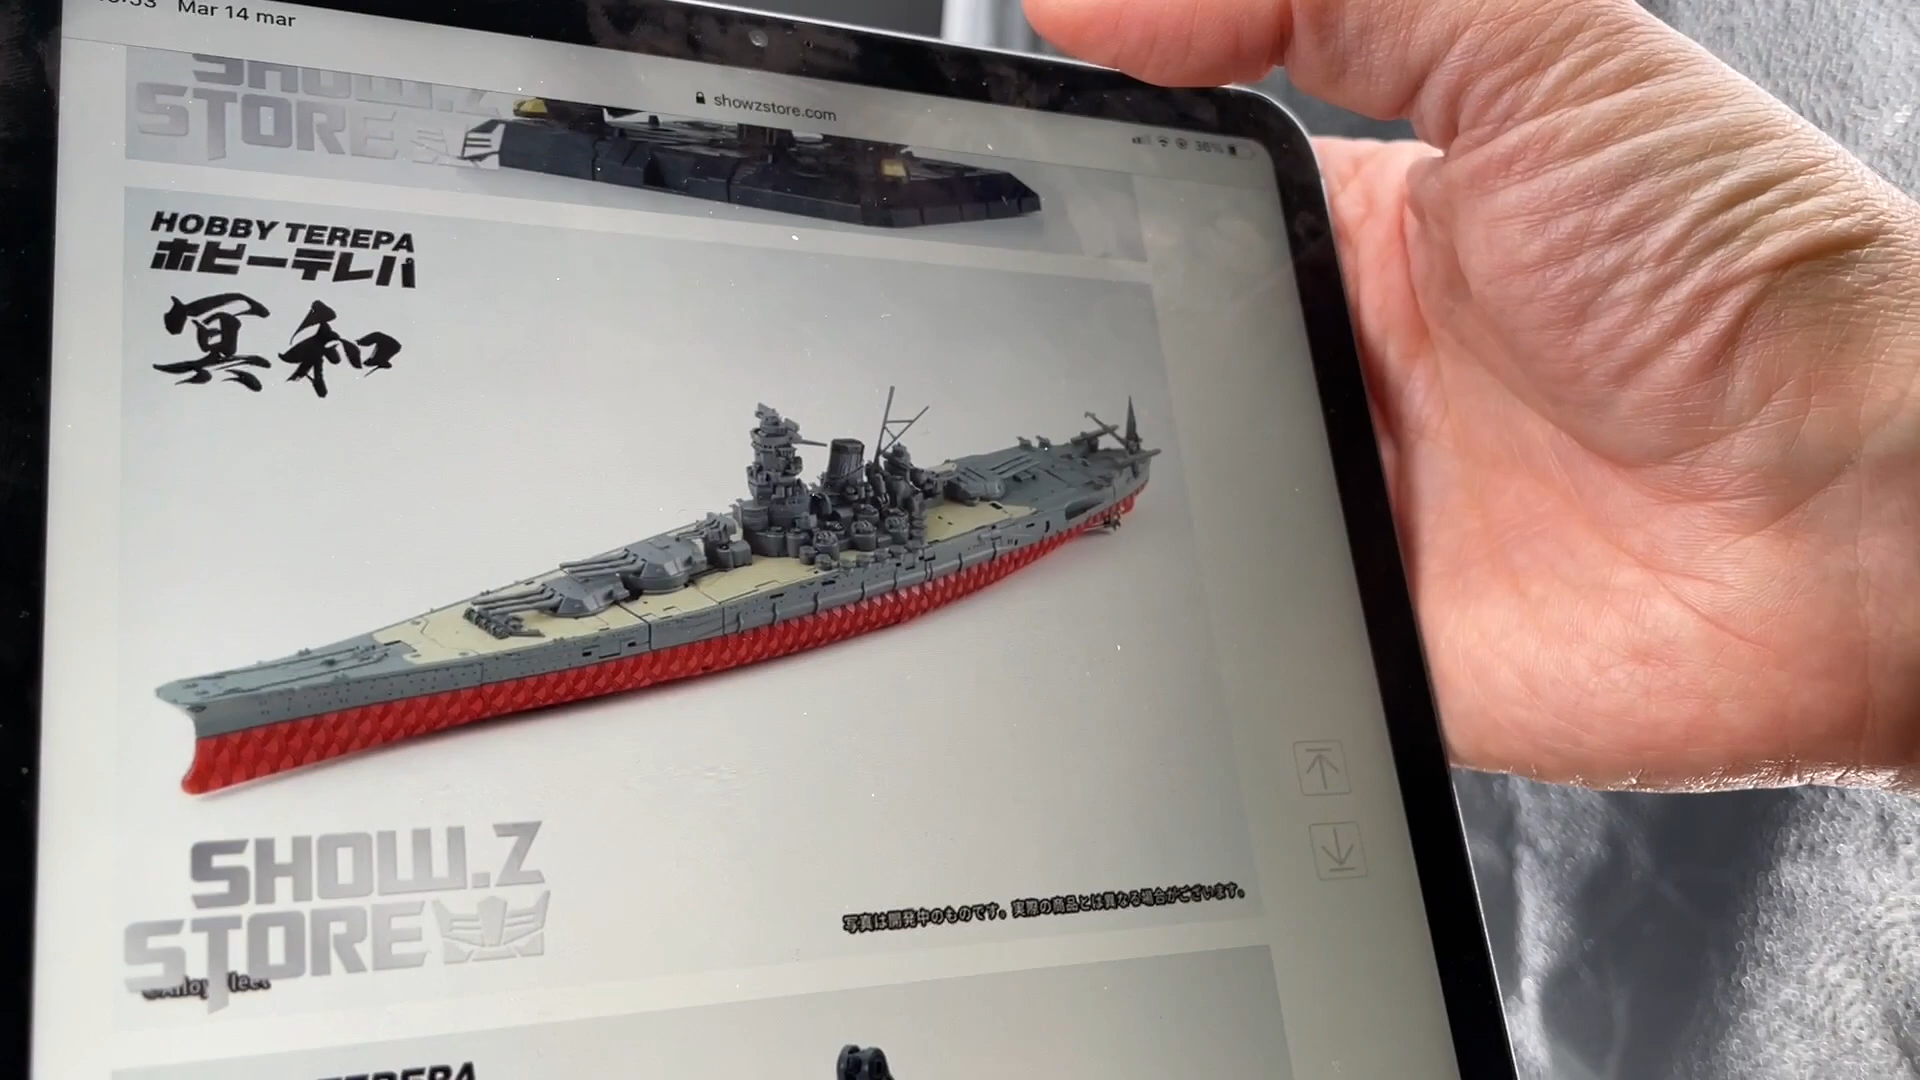 Mar 14 mar
showzstore.com
36%
SHOW.Z
STORE
HOBBY TEREPA
ホビーテレパ
冥和
SHOW.Z
STORE
写真は開発中のものです。実際の商品とは異なる場合がございます。
TEREPA